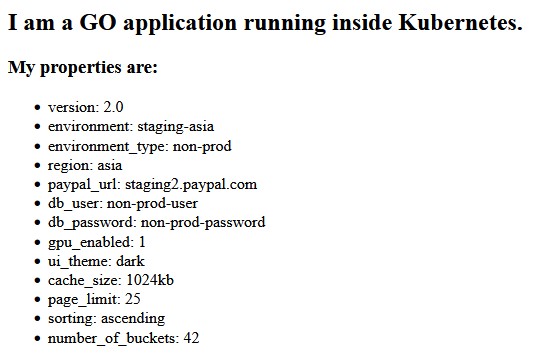 I am a GO application running inside Kubernetes.
My properties are:
• version: 2.0
• environment: staging-asia
• environment_type: non-prod
• region: asia
• paypal_url: staging2.paypal.com
• db_user: non-prod-user
• db_password: non-prod-password
• gpu_enabled: 1
• ui_theme: dark
• cache_size: 1024kb
• page_limit: 25
• sorting: ascending
• number_of_buckets: 42